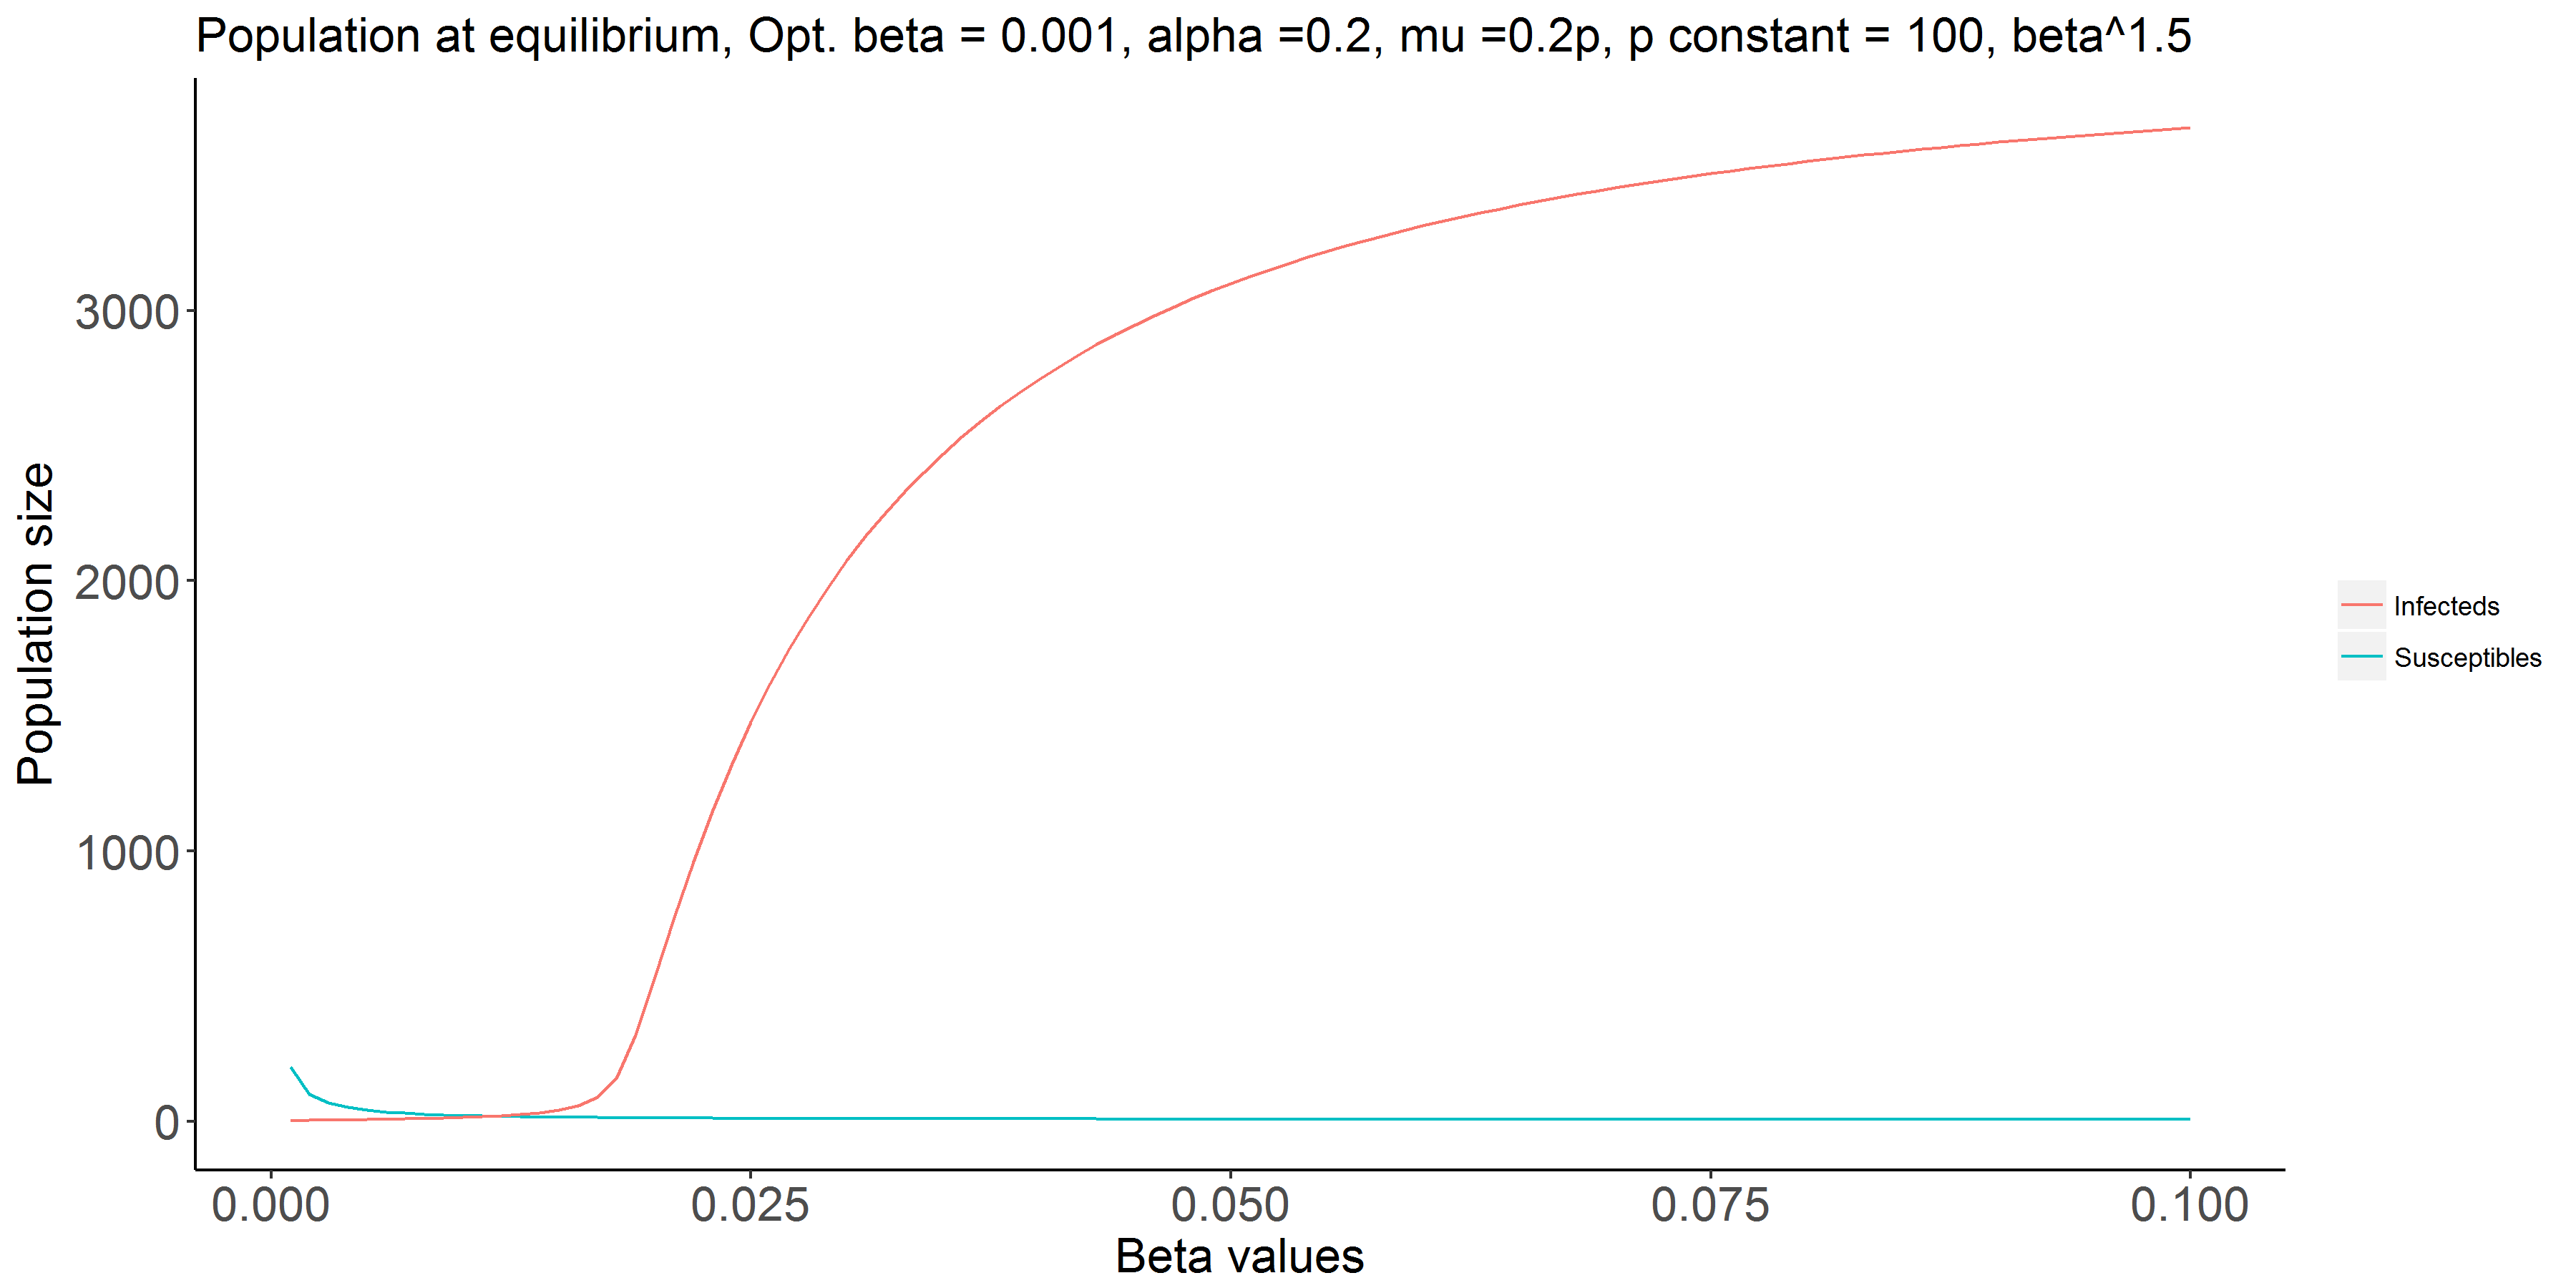 Population at equilibrium, Opt. beta = 0.001, alpha =0.2, mu =0.2p, p constant = 100, beta^1.5
Population size
3000
2000
1000
0
0.000 0.025 0.050 0.075 0.100
Beta values
Infecteds
Susceptibles